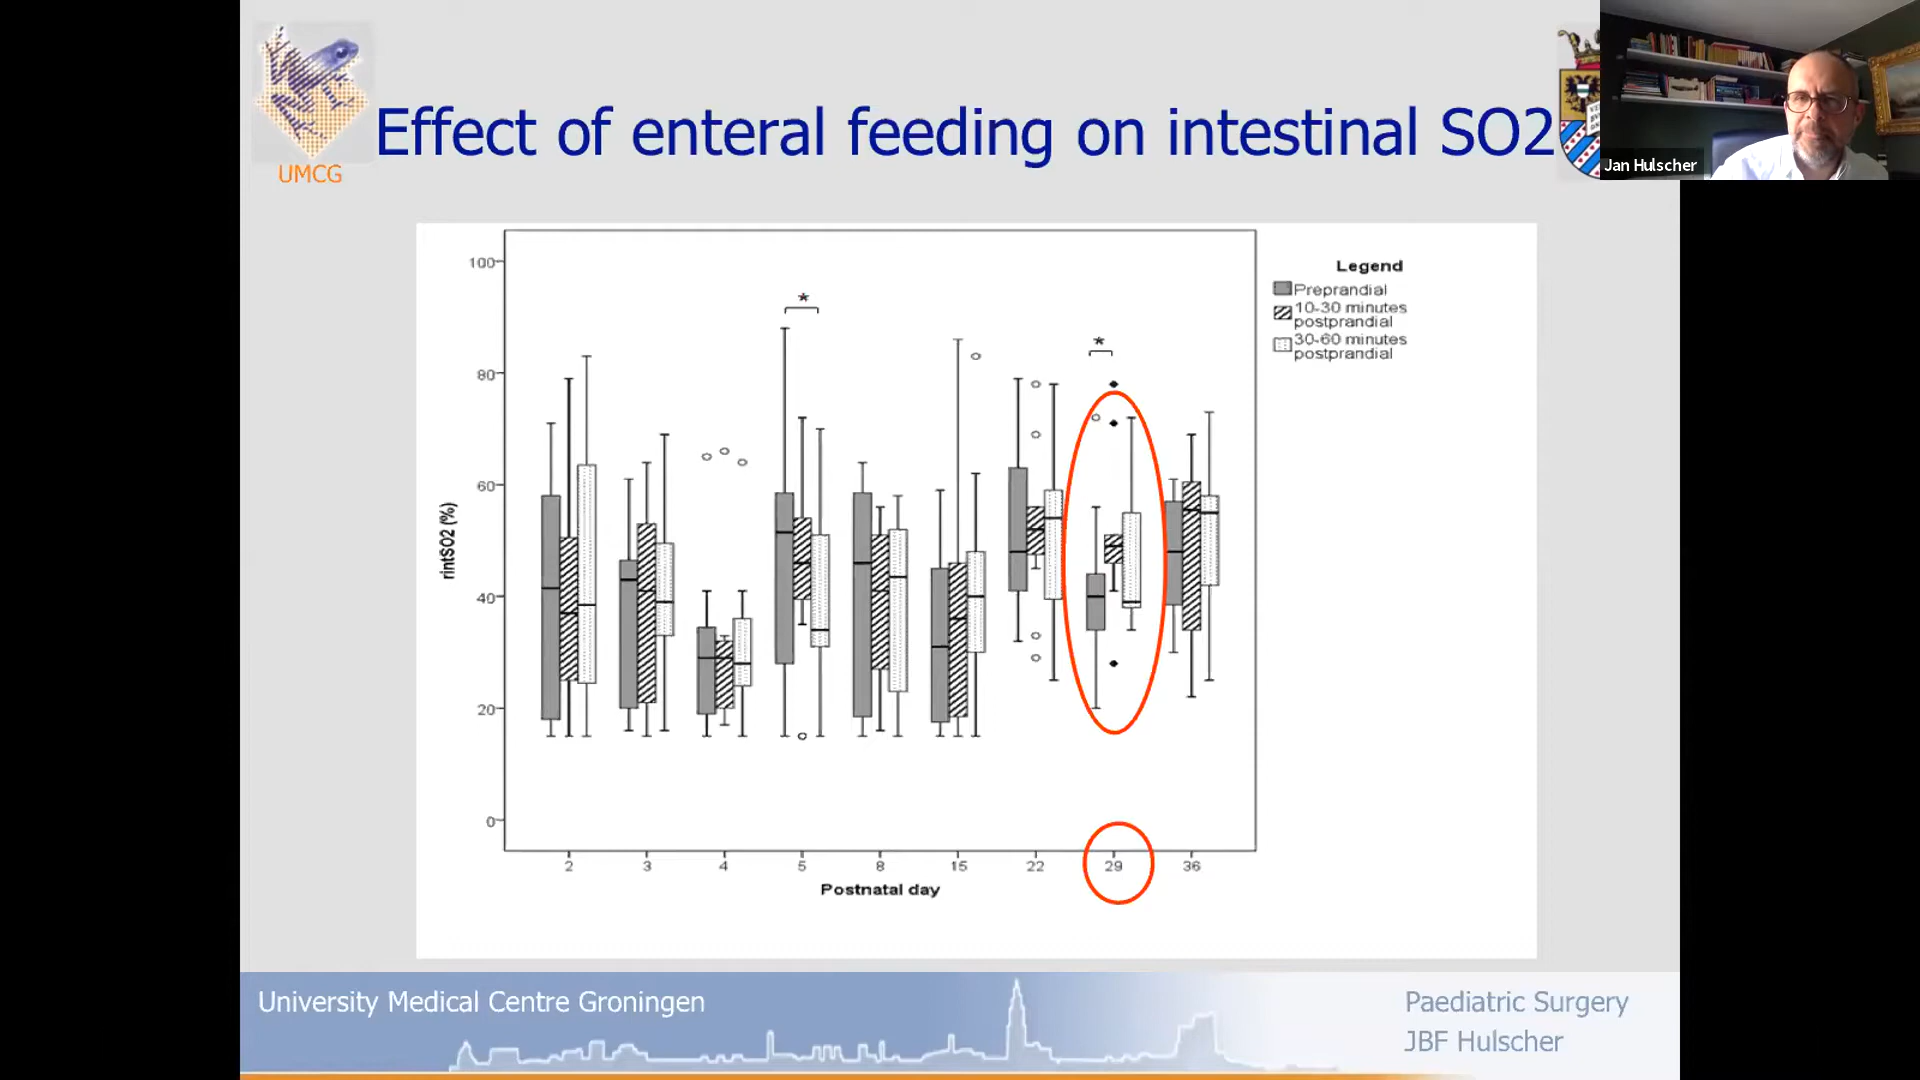 Effect of enteral feeding on intestinal SO2
UMCG
Jan Hulscher
Legend
Preprandial
10-30 minutes
postprandial
30-60 minutes
postprandial
100
80
60
40
20
0
rintSO2 (%)
*
*
2 3 4 5 8 15 22 29 36
Postnatal day
University Medical Centre Groningen
Paediatric Surgery
JBF Hulscher